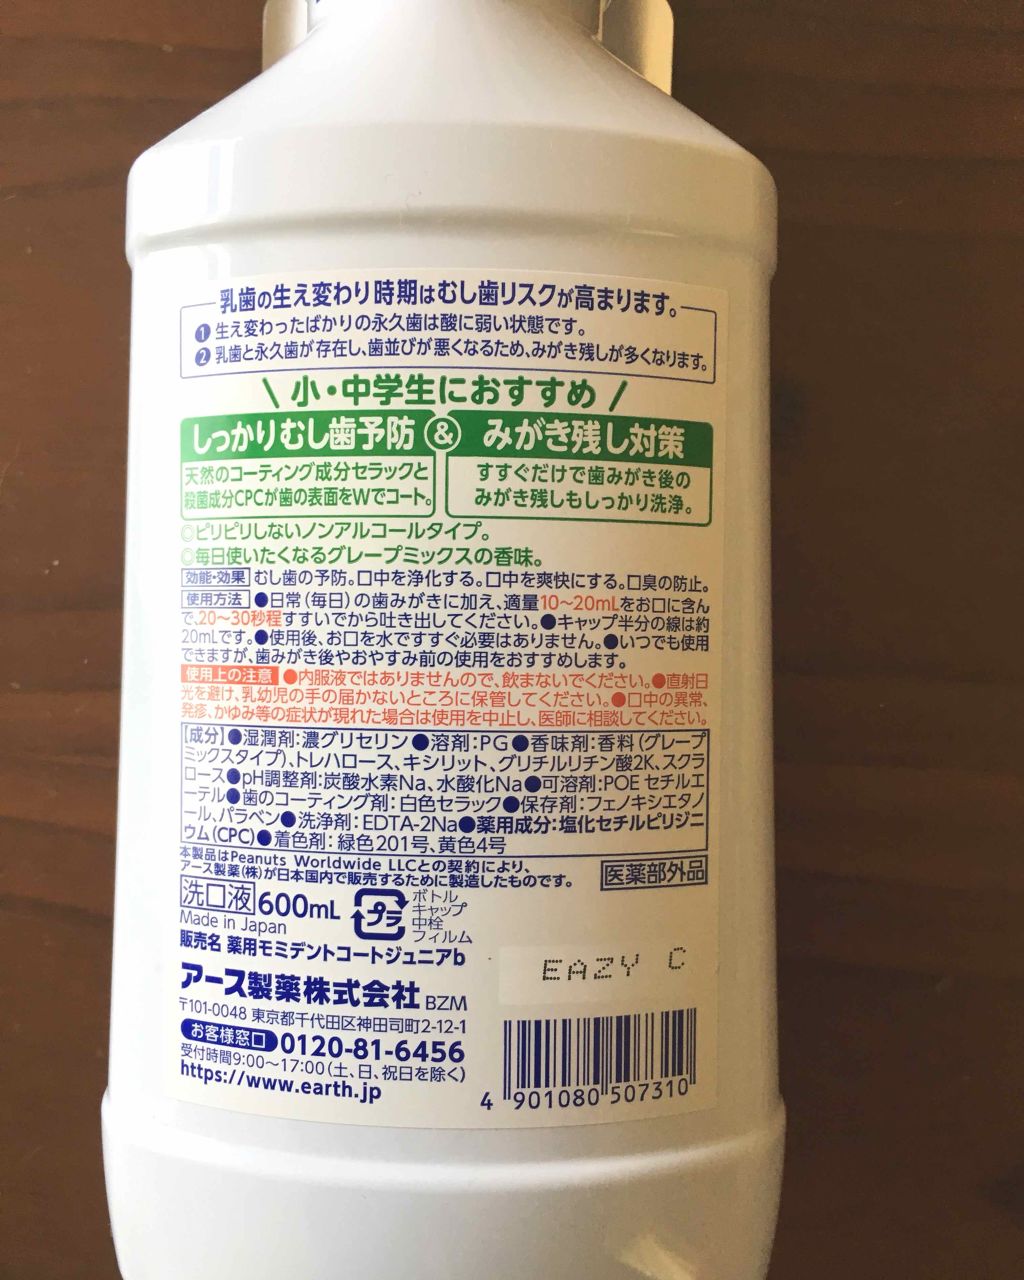 乳歯の生え変わり時期はむし歯リスクが高まります。
❶ 生え変わったばかりの永久歯は酸に弱い状態です。
❷ 乳歯と永久歯が存在し、歯並びが悪くなるため、みがき残しが多くなります。
\ 小・中学生におすすめ /
しっかりむし歯予防 & みがき残し対策
天然のコーティング成分セラックと
殺菌成分CPCが歯の表面をWでコート。
すすぐだけで歯みがき後の
みがき残しもしっかり洗浄。
◎ピリピリしないノンアルコールタイプ。
◎毎日使いたくなるグレープミックスの香味。
効能・効果 むし歯の予防。口中を浄化する。口中を爽快にする。口臭の防止。
使用方法 ●日常(毎日)の歯みがきに加え、適量10〜20mLをお口に含ん
で、20〜30秒程すすいでから吐き出してください。●キャップ半分の線は約
20mLです。●使用後、お口を水ですすぐ必要はありません。●いつでも使用
できますが、歯みがき後やおやすみ前の使用をおすすめします。
使用上の注意 ●内服液ではありませんので、飲まないでください。●直射日
光を避け、乳幼児の手の届かないところに保管してください。●口中の異常、
発疹、かゆみ等の症状が現れた場合は使用を中止し、医師に相談してください。
【成分】●湿潤剤:濃グリセリン●溶剤:PG●香味剤:香料(グレープ
ミックスタイプ)、トレハロース、キシリット、グリチルリチン酸2K、スクラ
ロース●pH調整剤:炭酸水素Na、水酸化Na●可溶剤:POE セチルエ
ーテル●歯のコーティング剤:白色セラック●保存剤:フェノキシエタノ
ール、パラベン●洗浄剤:EDTA-2Na●薬用成分:塩化セチルピリジニ
ウム(CPC)●着色剤:緑色201号、黄色4号
本製品はPeanuts Worldwide LLCとの契約により、
アース製薬(株)が日本国内で販売するために製造したものです。
医薬部外品
洗口液 600mL
プラ
ボトル
キャップ
中栓
フィルム
Made in Japan
販売名 薬用モンダミンデントコートジュニアb
アース製薬株式会社 BZM
〒101-0048 東京都千代田区神田司町2-12-1
お客様窓口 0120-81-6456
受付時間9:00〜17:00(土、日、祝日を除く)
https://www.earth.jp
EAZY C
4 901080 507310